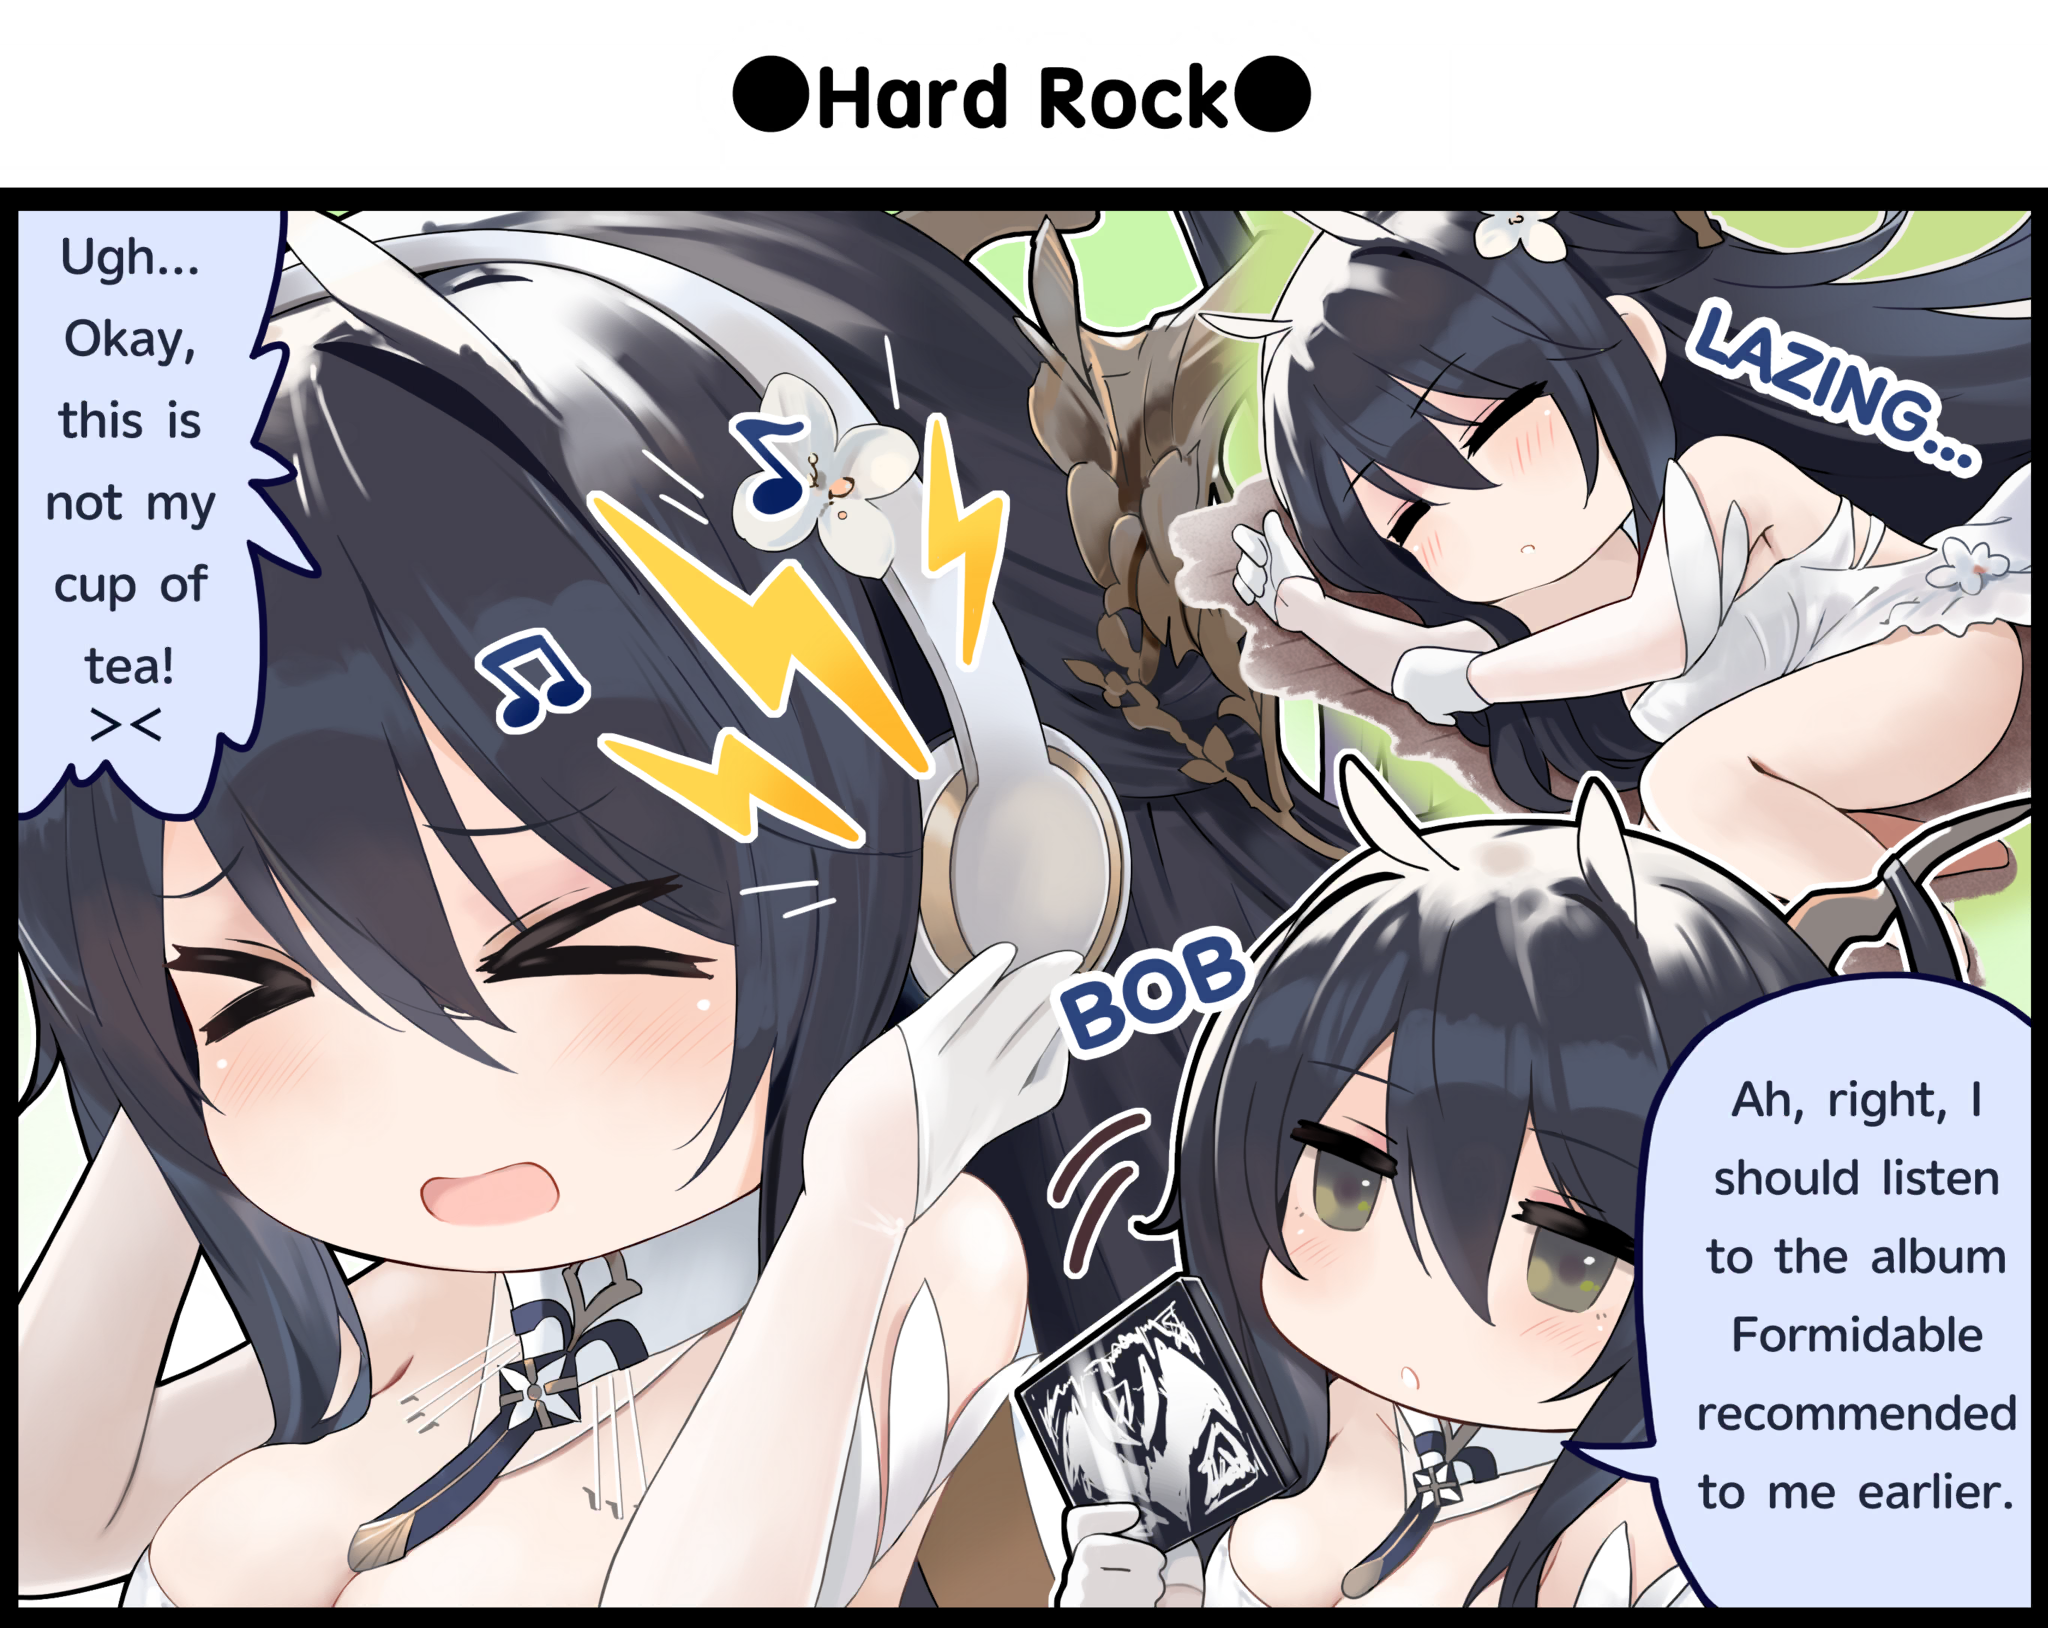 ●Hard Rock●
LAZING...
Ah, right, I
should listen
to the album
Formidable
recommended
to me earlier.
BOB
Ugh...
Okay,
this is
not my
cup of
tea!
><